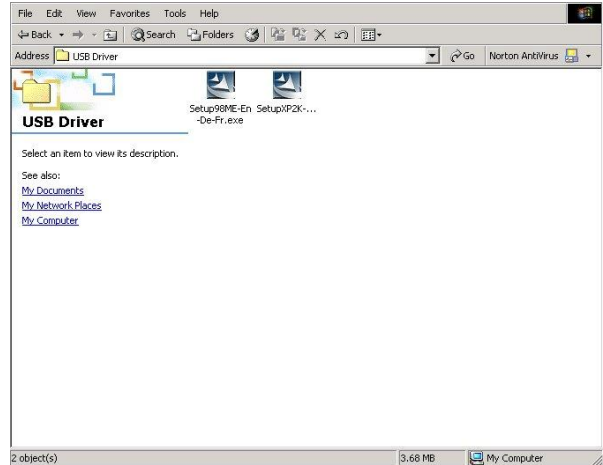 File Edit View Favorites Tools Help
Back Search Folders
Address USB Driver Go Norton AntiVirus
USB Driver
Select an item to view its description.
See also:
My Documents
My Network Places
My Computer
Setup98ME-En SetupXP2K-...
-De-Fr.exe
2 object(s) 3.68 MB My Computer